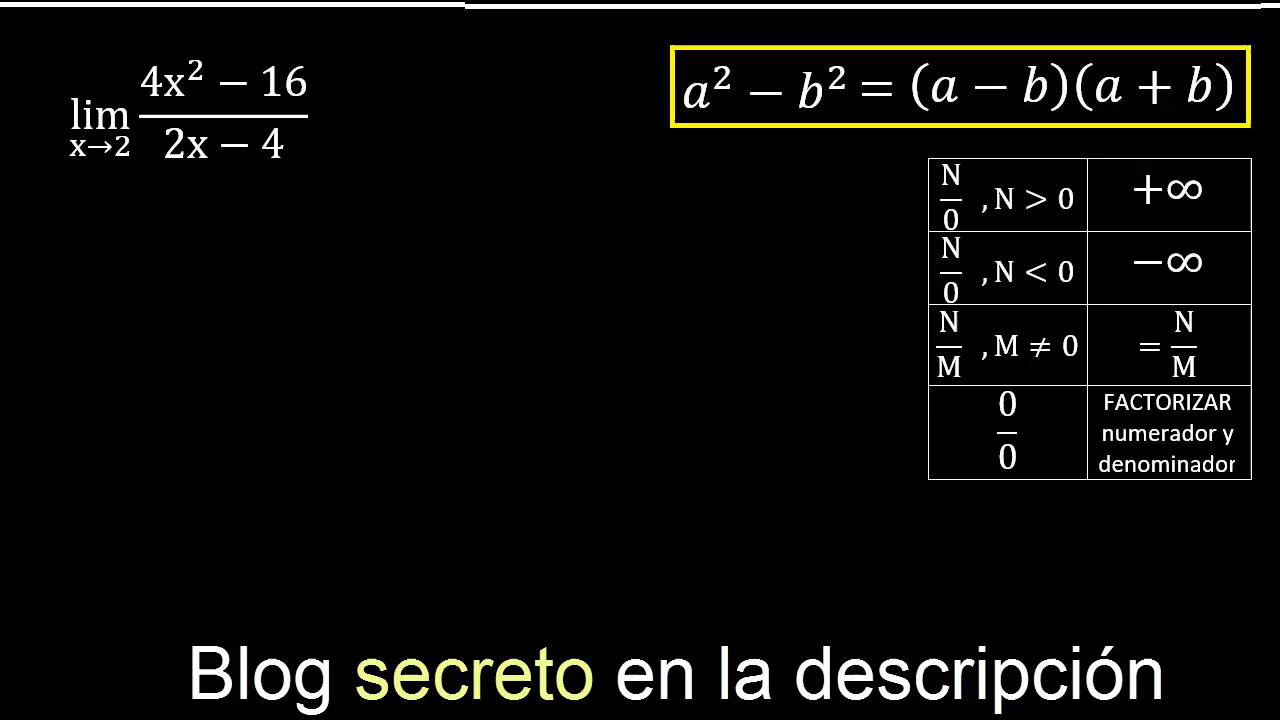 lim x→2 (4x² − 16)/(2x − 4)
a² − b² = (a − b)(a + b)
N/0 , N > 0 +∞
N/0 , N < 0 −∞
N/M , M ≠ 0 = N/M
0/0 FACTORIZAR
numerador y
denominador
Blog secreto en la descripción